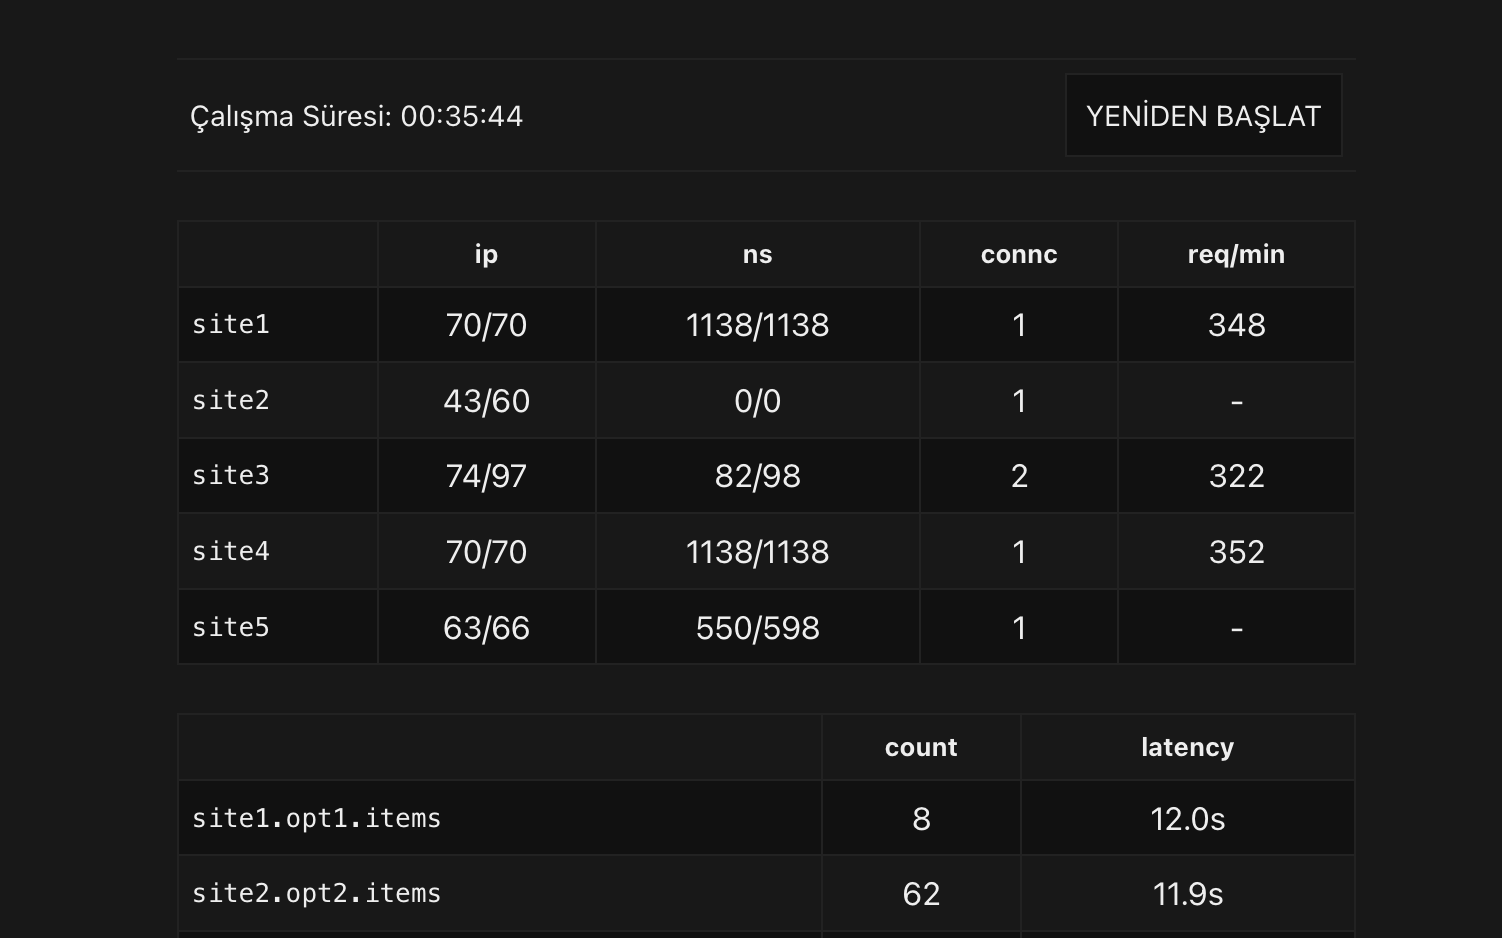 Çalışma Süresi: 00:35:44 YENİDEN BAŞLAT
ip ns connc req/min
site1 70/70 1138/1138 1 348
site2 43/60 0/0 1 -
site3 74/97 82/98 2 322
site4 70/70 1138/1138 1 352
site5 63/66 550/598 1 -
count latency
site1.opt1.items 8 12.0s
site2.opt2.items 62 11.9s